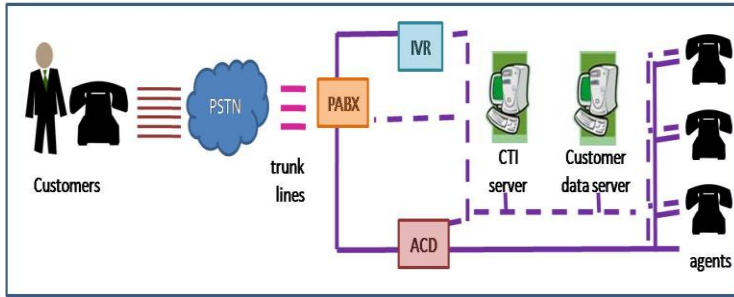 Customers
PSTN
trunk
lines
PABX
IVR
ACD
CTI
server
Customer
data server
agents